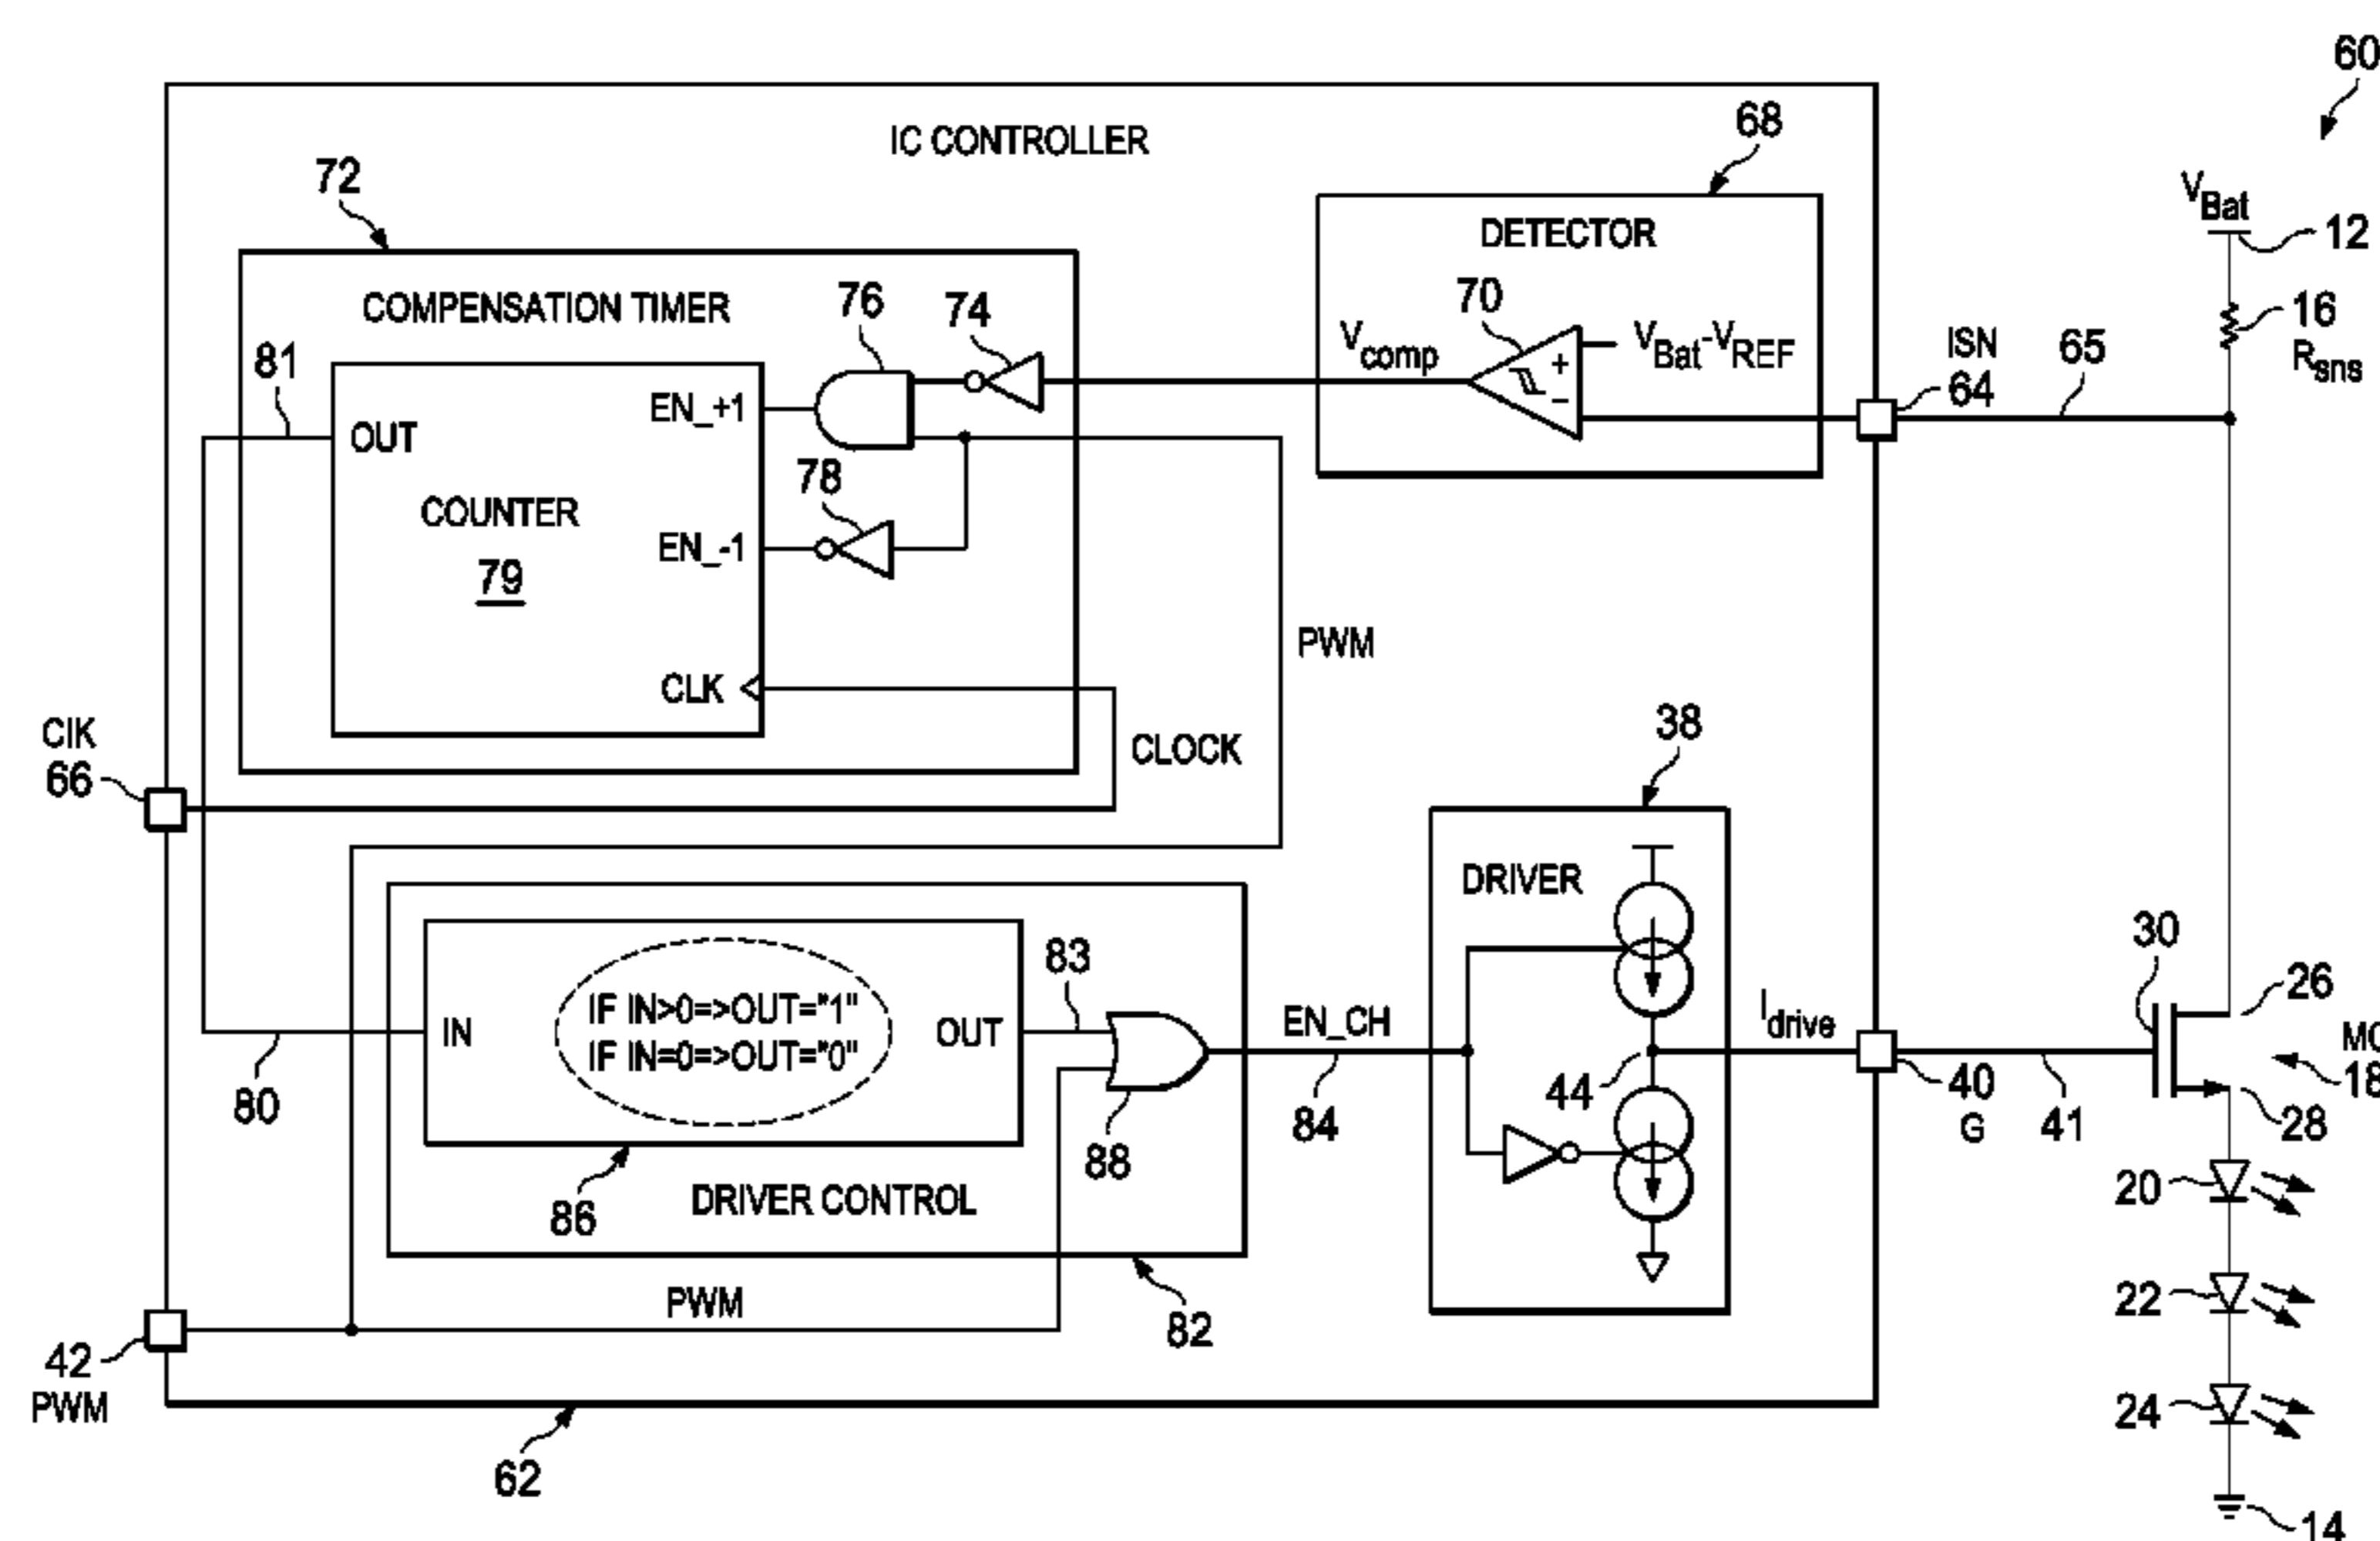 60
IC CONTROLLER
68
72
VBat
12
DETECTOR
COMPENSATION TIMER
76
74
70
Vcomp
VBat-VREF
+
-
16
Rsns
ISN
64
65
81
EN_+1
OUT
78
COUNTER
79
EN_-1
PWM
CLK
CLOCK
CIK
66
38
DRIVER
30
26
83
IF IN>0=>OUT="1"
IF IN=0=>OUT="0"
IN
OUT
EN_CH
Idrive
44
80
88
84
40
G
41
MO
18
28
86
DRIVER CONTROL
20
22
24
PWM
82
42
PWM
62
14